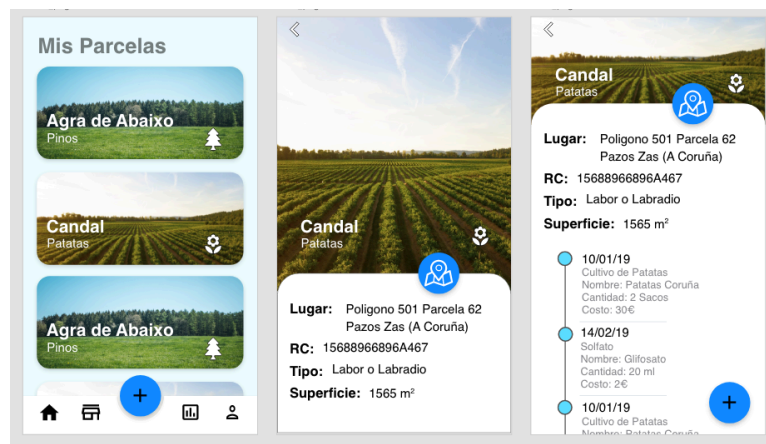 Mis Parcelas
Agra de Abaixo
Pinos
Candal
Patatas
Agra de Abaixo
Pinos
Candal
Patatas
Lugar: Poligono 501 Parcela 62
Pazos Zas (A Coruña)
RC: 15688966896A467
Tipo: Labor o Labradio
Superficie: 1565 m²
Candal
Patatas
Lugar: Poligono 501 Parcela 62
Pazos Zas (A Coruña)
RC: 15688966896A467
Tipo: Labor o Labradio
Superficie: 1565 m²
10/01/19
Cultivo de Patatas
Nombre: Patatas Coruña
Cantidad: 2 Sacos
Costo: 30€
14/02/19
Solfato
Nombre: Glifosato
Cantidad: 20 ml
Costo: 2€
10/01/19
Cultivo de Patatas
Nombre: Patatas Coruña